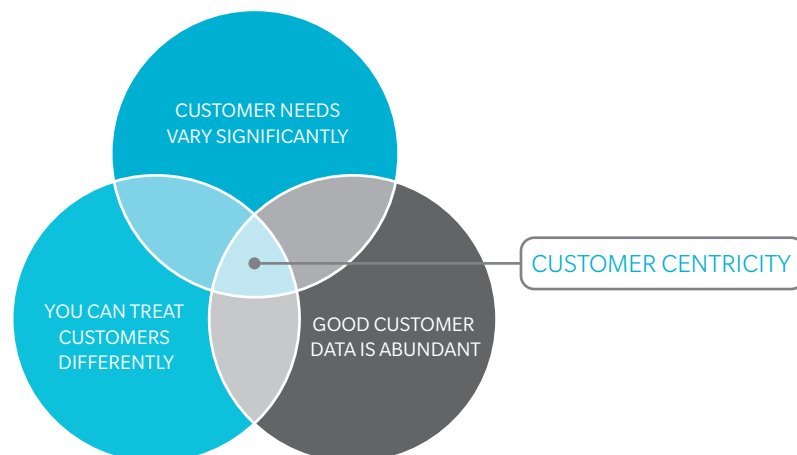 CUSTOMER NEEDS
VARY SIGNIFICANTLY
CUSTOMER CENTRICITY
YOU CAN TREAT
CUSTOMERS
DIFFERENTLY
GOOD CUSTOMER
DATA IS ABUNDANT